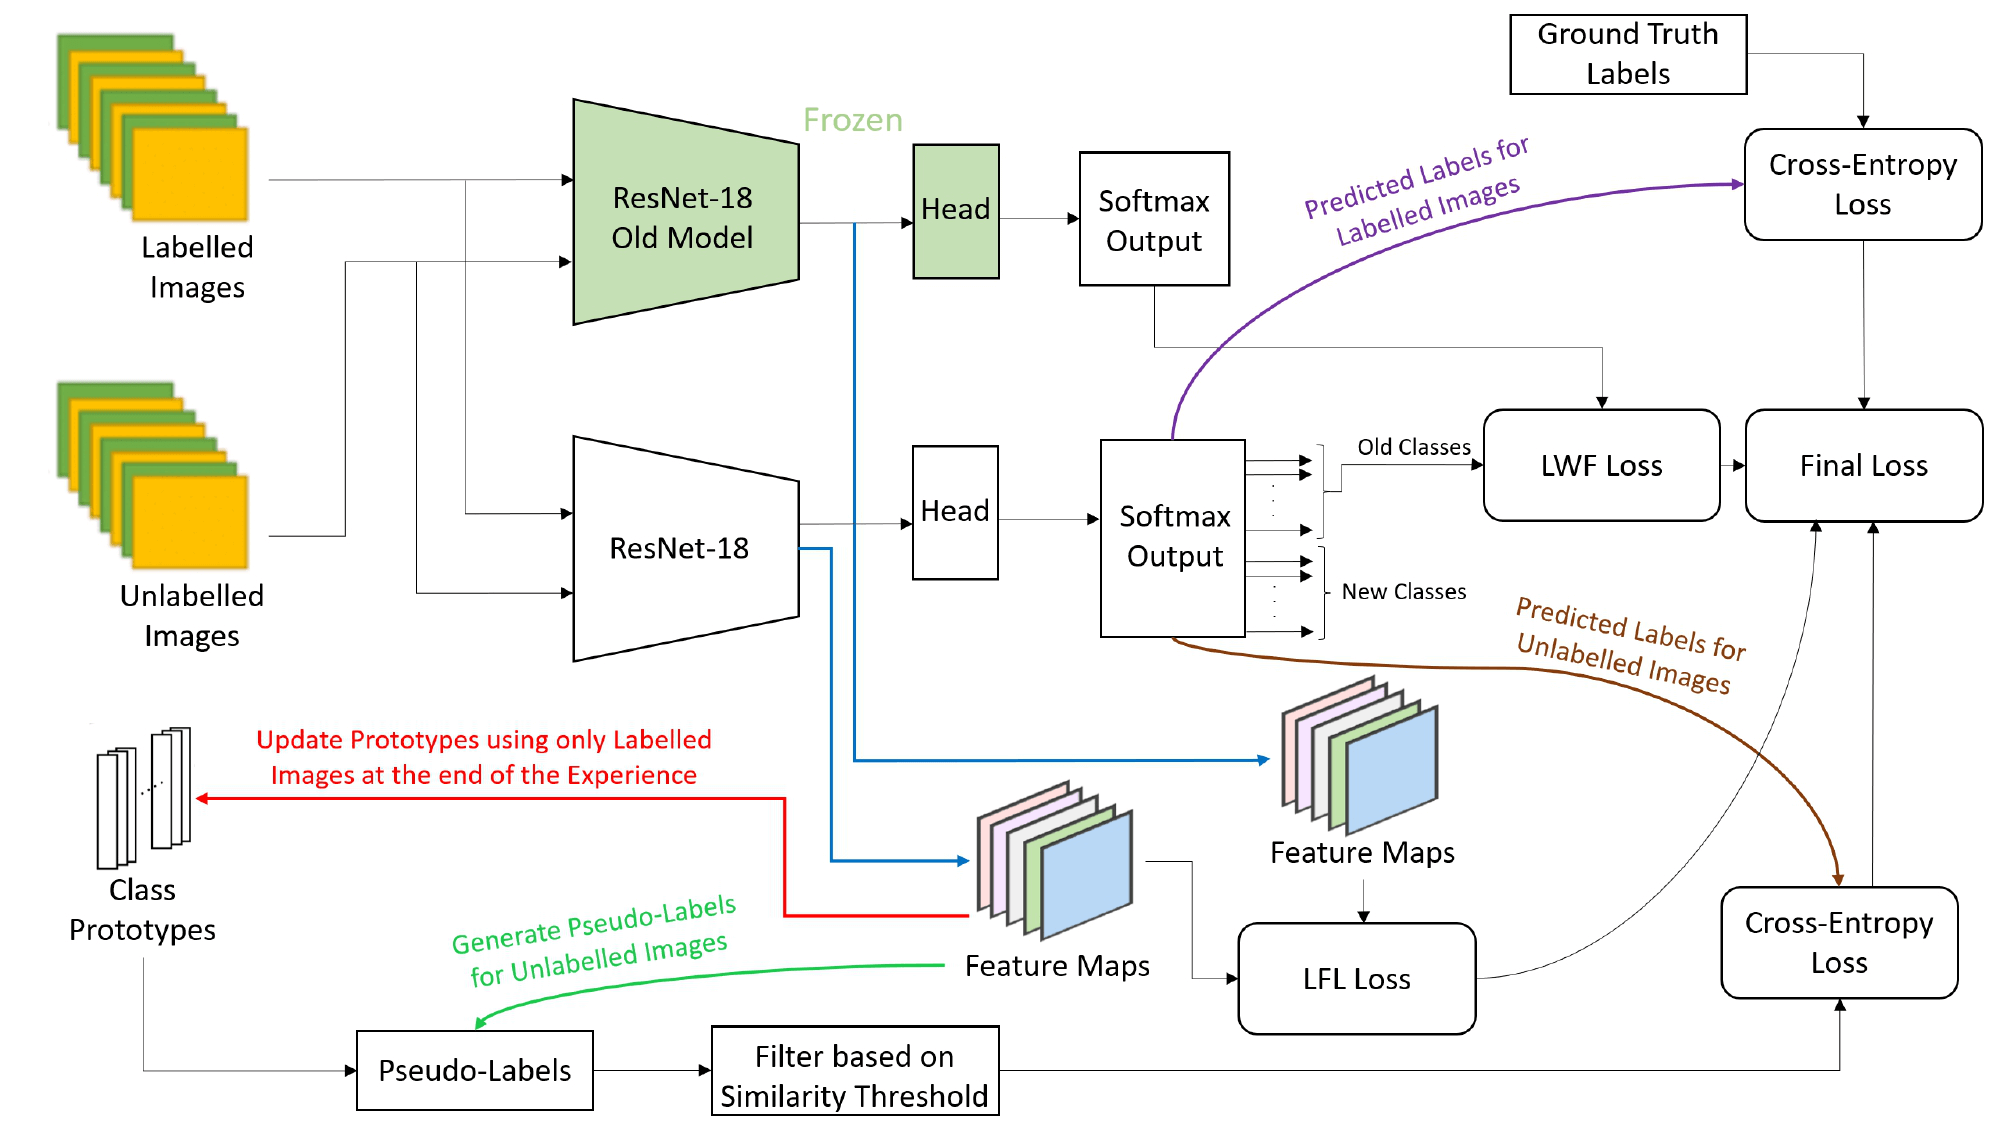 Ground Truth
Labels
Frozen
Labelled
Images
ResNet-18
Old Model
Head
Softmax
Output
Predicted Labels for
Labelled Images
Cross-Entropy
Loss
Unlabelled
Images
ResNet-18
Head
Softmax
Output
Old Classes
New Classes
LWF Loss
Final Loss
Predicted Labels for
Unlabelled Images
Update Prototypes using only Labelled
Images at the end of the Experience
Class
Prototypes
Generate Pseudo-Labels
for Unlabelled Images
Feature Maps
Feature Maps
LFL Loss
Cross-Entropy
Loss
Pseudo-Labels
Filter based on
Similarity Threshold